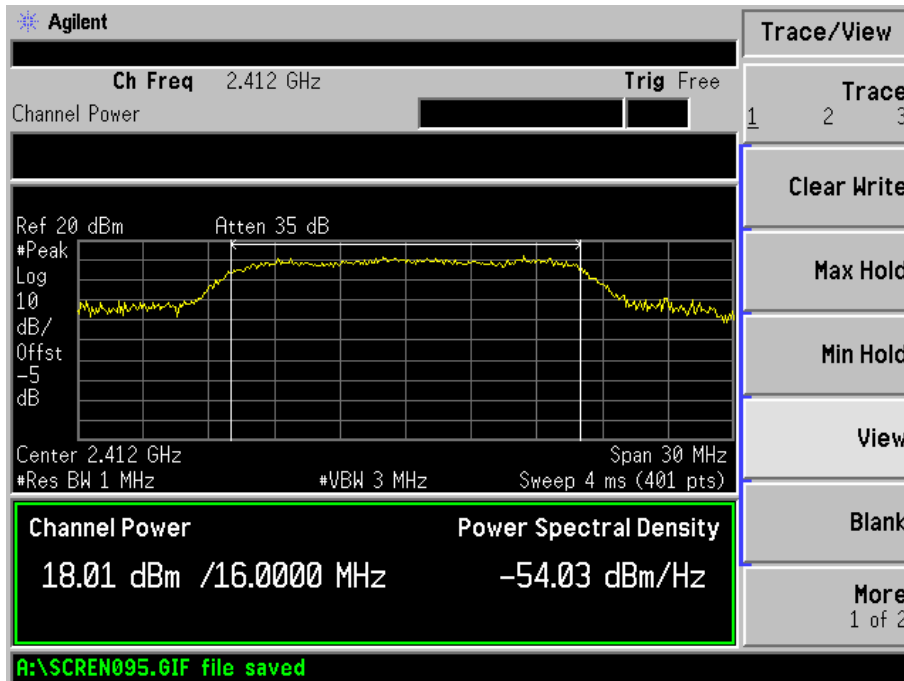 Agilent
Ch Freq 2.412 GHz Trig Free
Channel Power
Ref 20 dBm Atten 35 dB
#Peak
Log
10
dB/
Offst
-5
dB
Center 2.412 GHz Span 30 MHz
#Res BW 1 MHz #VBW 3 MHz Sweep 4 ms (401 pts)
Channel Power Power Spectral Density
18.01 dBm /16.0000 MHz -54.03 dBm/Hz
A:\SCREN095.GIF file saved
Trace/View
Trace
1 2 3
Clear Write
Max Hold
Min Hold
View
Blank
More
1 of 2